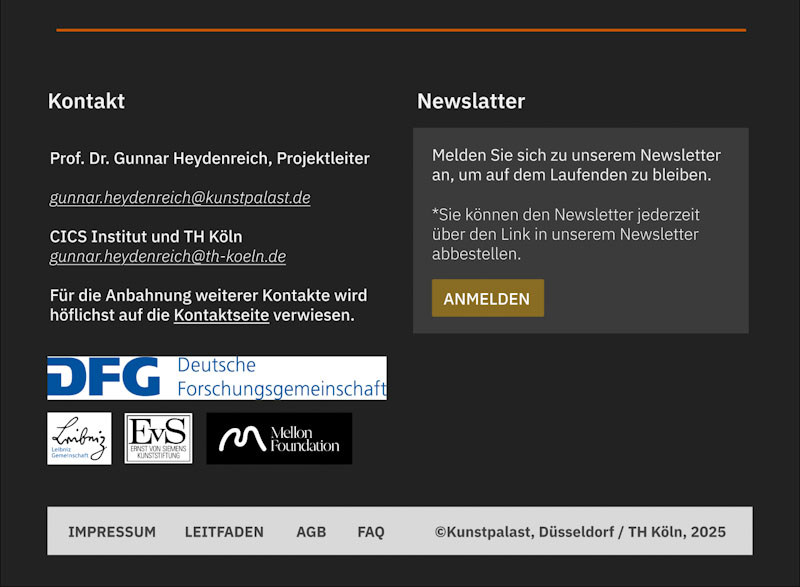 Kontakt
Prof. Dr. Gunnar Heydenreich, Projektleiter
gunnar.heydenreich@kunstpalast.de
CICS Institut und TH Köln
gunnar.heydenreich@th-koeln.de
Für die Anbahnung weiterer Kontakte wird
höflichst auf die Kontaktseite verwiesen.
Newslatter
Melden Sie sich zu unserem Newsletter
an, um auf dem Laufenden zu bleiben.
*Sie können den Newsletter jederzeit
über den Link in unserem Newsletter
abbestellen.
ANMELDEN
DFG
Deutsche
Forschungsgemeinschaft
Leibniz
Leibniz
Gemeinschaft
EvS
ERNST VON SIEMENS
KUNSTSTIFTUNG
Mellon
Foundation
IMPRESSUM LEITFADEN AGB FAQ ©Kunstpalast, Düsseldorf / TH Köln, 2025